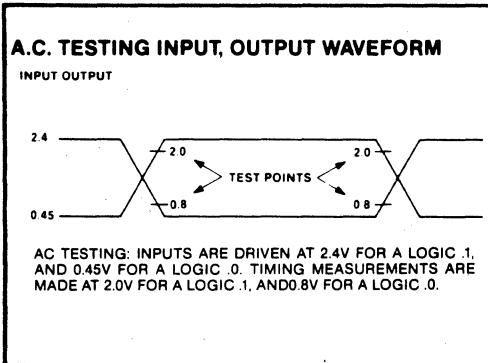 A.C. TESTING INPUT, OUTPUT WAVEFORM
INPUT OUTPUT
2.4
2.0
2.0
TEST POINTS
0.8
0 8
0.45
AC TESTING: INPUTS ARE DRIVEN AT 2.4V FOR A LOGIC .1,
AND 0.45V FOR A LOGIC .0. TIMING MEASUREMENTS ARE
MADE AT 2.0V FOR A LOGIC .1, AND0.8V FOR A LOGIC .0.